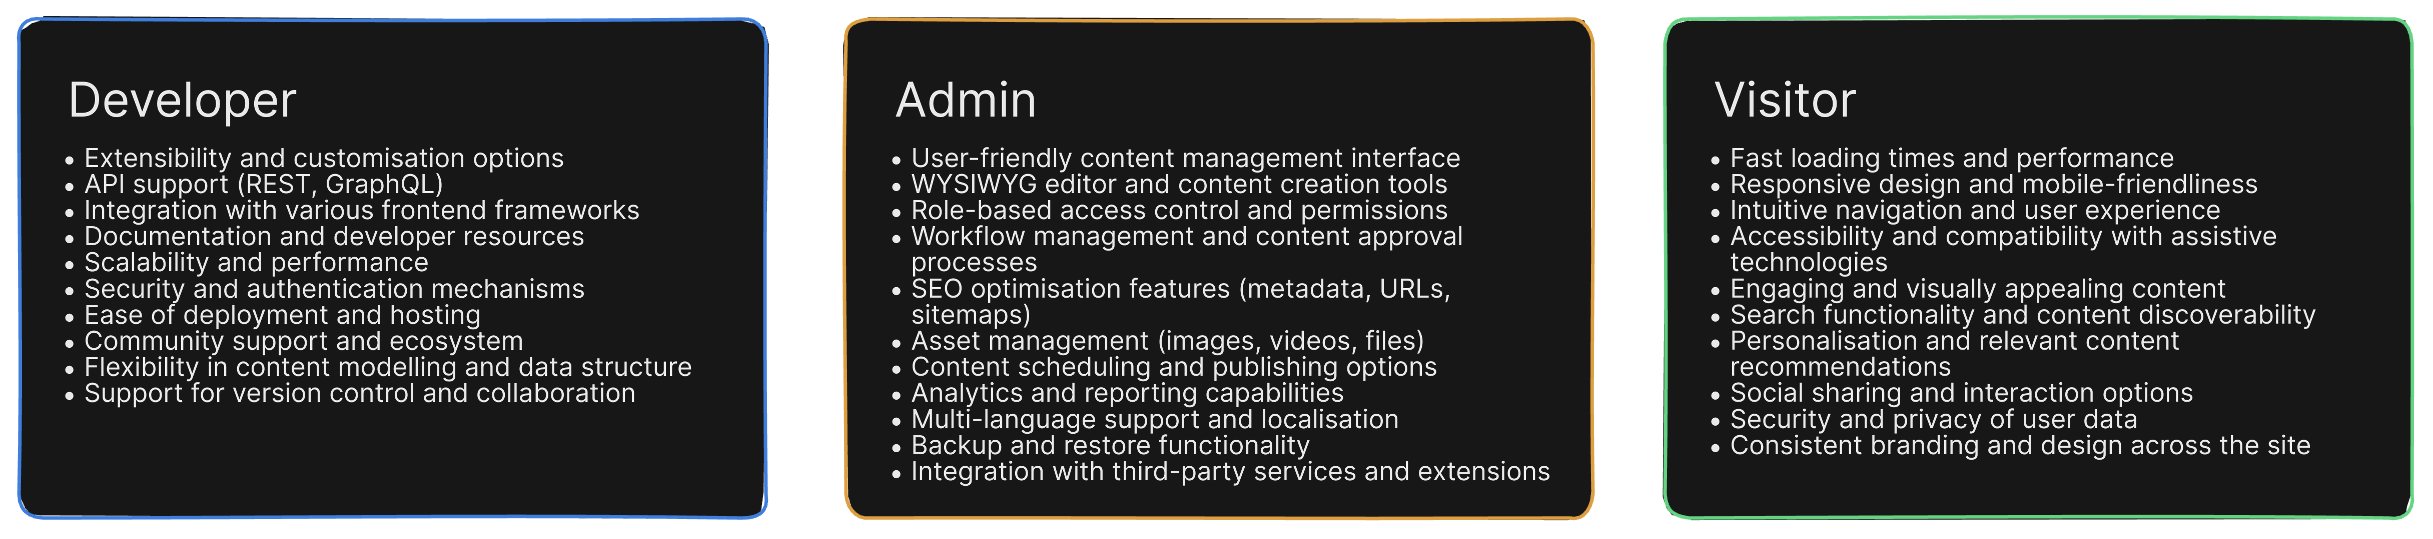 Developer
• Extensibility and customisation options
• API support (REST, GraphQL)
• Integration with various frontend frameworks
• Documentation and developer resources
• Scalability and performance
• Security and authentication mechanisms
• Ease of deployment and hosting
• Community support and ecosystem
• Flexibility in content modelling and data structure
• Support for version control and collaboration
Admin
• User-friendly content management interface
• WYSIWYG editor and content creation tools
• Role-based access control and permissions
• Workflow management and content approval
processes
• SEO optimisation features (metadata, URLs,
sitemaps)
• Asset management (images, videos, files)
• Content scheduling and publishing options
• Analytics and reporting capabilities
• Multi-language support and localisation
• Backup and restore functionality
• Integration with third-party services and extensions
Visitor
• Fast loading times and performance
• Responsive design and mobile-friendliness
• Intuitive navigation and user experience
• Accessibility and compatibility with assistive
technologies
• Engaging and visually appealing content
• Search functionality and content discoverability
• Personalisation and relevant content
recommendations
• Social sharing and interaction options
• Security and privacy of user data
• Consistent branding and design across the site